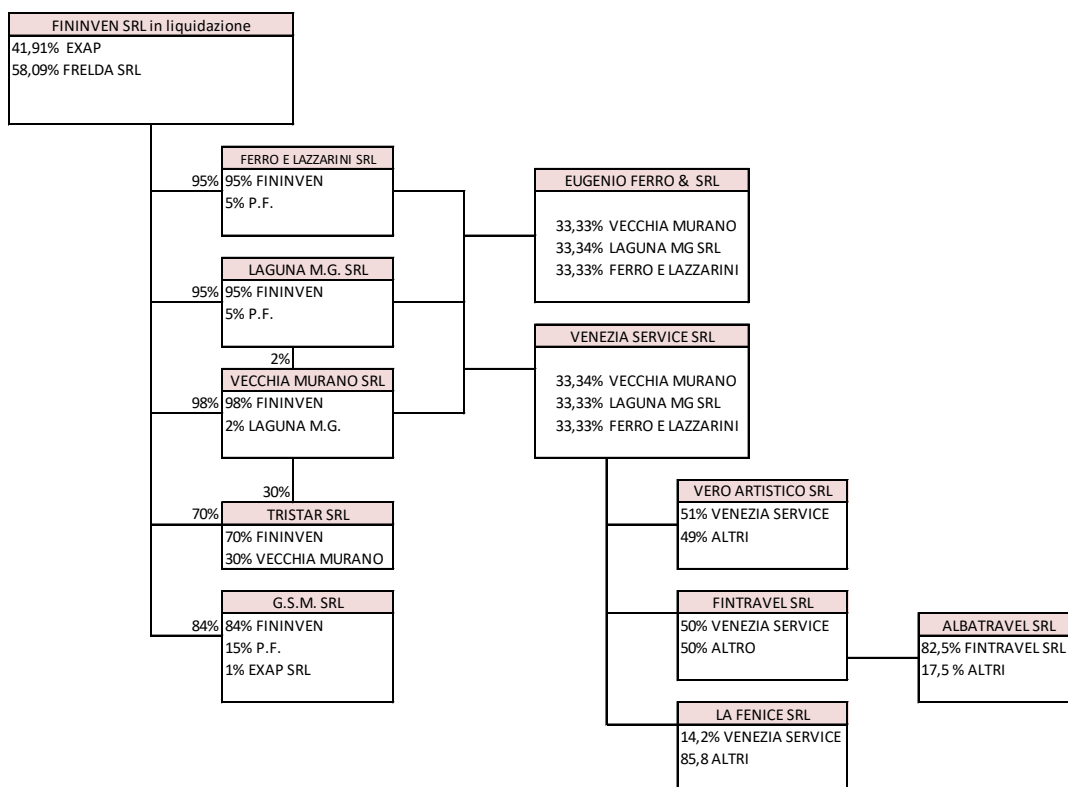 FININVEN SRL in liquidazione
41,91% EXAP
58,09% FRELDA SRL
FERRO E LAZZARINI SRL
95%
95% FININVEN
5% P.F.
LAGUNA M.G. SRL
95%
95% FININVEN
5% P.F.
2%
VECCHIA MURANO SRL
98%
98% FININVEN
2% LAGUNA M.G.
30%
TRISTAR SRL
70%
70% FININVEN
30% VECCHIA MURANO
G.S.M. SRL
84%
84% FININVEN
15% P.F.
1% EXAP SRL
EUGENIO FERRO & SRL
33,33% VECCHIA MURANO
33,34% LAGUNA MG SRL
33,33% FERRO E LAZZARINI
VENEZIA SERVICE SRL
33,34% VECCHIA MURANO
33,33% LAGUNA MG SRL
33,33% FERRO E LAZZARINI
VERO ARTISTICO SRL
51% VENEZIA SERVICE
49% ALTRI
FINTRAVEL SRL
50% VENEZIA SERVICE
50% ALTRO
ALBATRAVEL SRL
82,5% FINTRAVEL SRL
17,5 % ALTRI
LA FENICE SRL
14,2% VENEZIA SERVICE
85,8 ALTRI